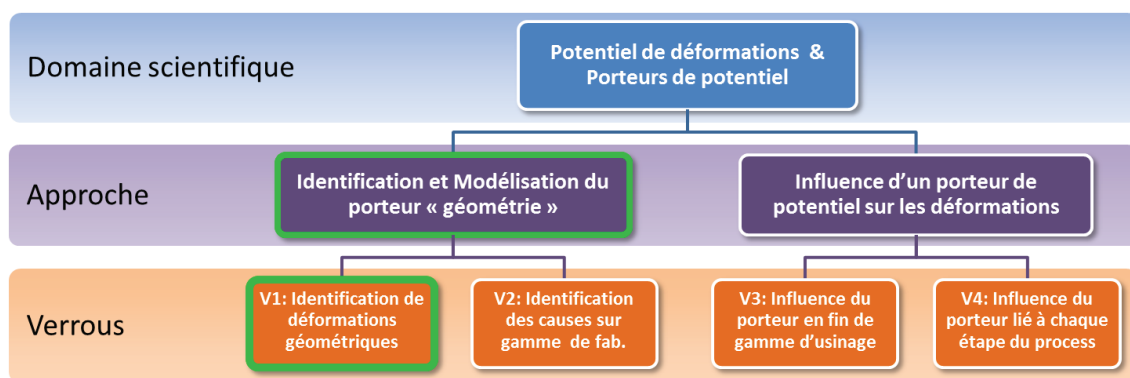 Domaine scientifique
Potentiel de déformations &
Porteurs de potentiel
Approche
Identification et Modélisation du
porteur « géométrie »
Influence d'un porteur de
potentiel sur les déformations
Verrous
V1: Identification de
déformations
géométriques
V2: Identification
des causes sur
gamme de fab.
V3: Influence du
porteur en fin de
gamme d'usinage
V4: Influence du
porteur lié à chaque
étape du process